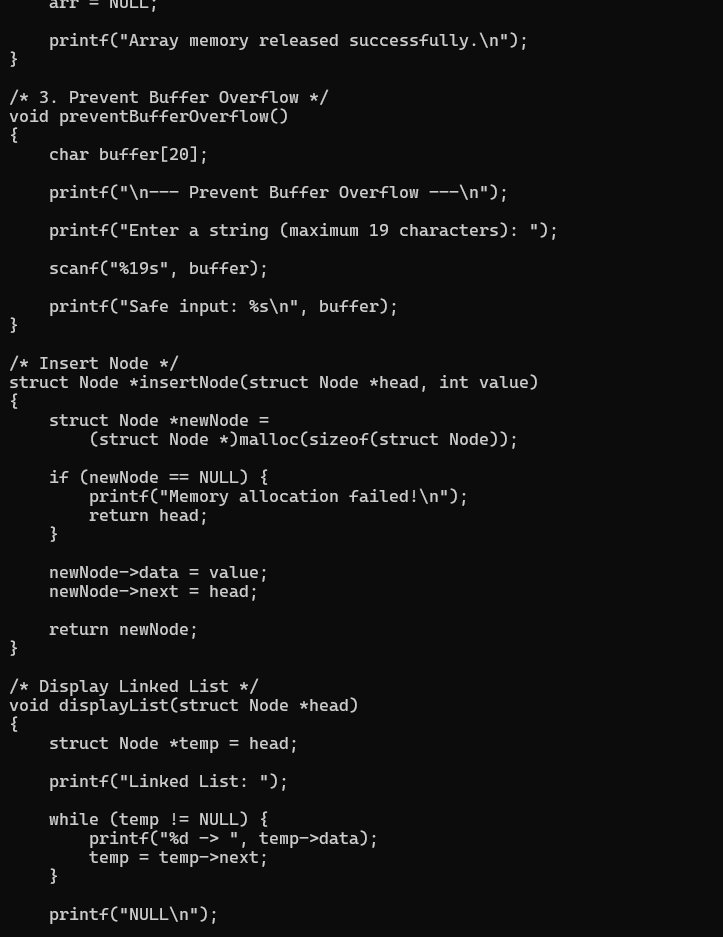 arr = NULL;

    printf("Array memory released successfully.\n");
}

/* 3. Prevent Buffer Overflow */
void preventBufferOverflow()
{
    char buffer[20];

    printf("\n--- Prevent Buffer Overflow ---\n");

    printf("Enter a string (maximum 19 characters): ");

    scanf("%19s", buffer);

    printf("Safe input: %s\n", buffer);
}

/* Insert Node */
struct Node *insertNode(struct Node *head, int value)
{
    struct Node *newNode =
        (struct Node *)malloc(sizeof(struct Node));

    if (newNode == NULL) {
        printf("Memory allocation failed!\n");
        return head;
    }

    newNode->data = value;
    newNode->next = head;

    return newNode;
}

/* Display Linked List */
void displayList(struct Node *head)
{
    struct Node *temp = head;

    printf("Linked List: ");

    while (temp != NULL) {
        printf("%d -> ", temp->data);
        temp = temp->next;
    }

    printf("NULL\n");